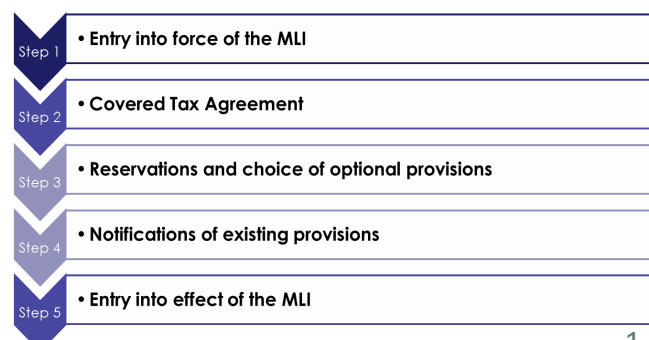 Step 1
• Entry into force of the MLI
Step 2
• Covered Tax Agreement
Step 3
• Reservations and choice of optional provisions
Step 4
• Notifications of existing provisions
Step 5
• Entry into effect of the MLI